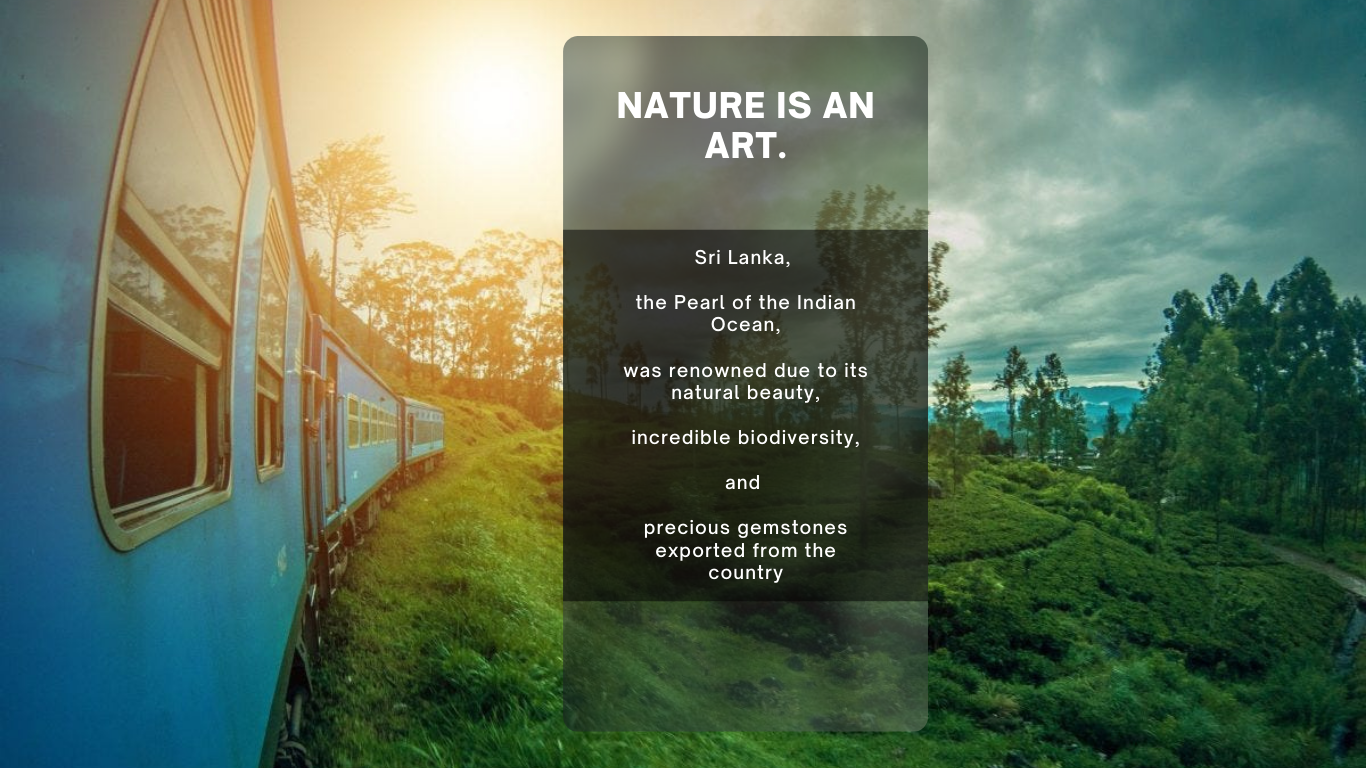 NATURE IS AN
ART.
Sri Lanka,
the Pearl of the Indian
Ocean,
was renowned due to its
natural beauty,
incredible biodiversity,
and
precious gemstones
exported from the
country